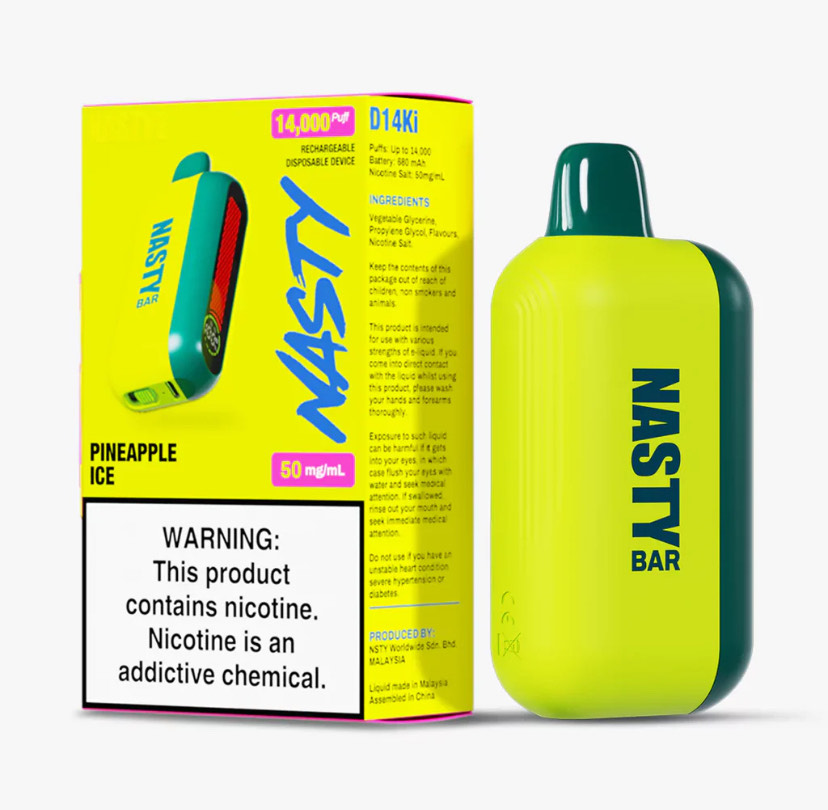 14,000 Puff
RECHARGEABLE
DISPOSABLE DEVICE
NASTY
BAR
NASTY
PINEAPPLE
ICE
50 mg/mL
WARNING:
This product
contains nicotine.
Nicotine is an
addictive chemical.
D14Ki
Puffs: Up to 14,000
Battery: 680 mAh
Nicotine Salt: 50mg/mL
INGREDIENTS
Vegetable Glycerine,
Propylene Glycol, Flavours,
Nicotine Salt.
Keep the contents of this
package out of reach of
children, non smokers and
animals.
This product is intended
for use with various
strengths of e-liquid. If you
come into direct contact
with the liquid whilst using
this product, please wash
your hands and forearms
thoroughly.
Exposure to such liquid
can be harmful if it gets
into your eyes, in which
case flush your eyes with
water and seek medical
attention. If swallowed,
rinse out your mouth and
seek immediate medical
attention.
Do not use if you have an
unstable heart condition
severe hypertension or
diabetes.
PRODUCED BY:
NSTY Worldwide Sdn. Bhd.
MALAYSIA
Liquid made in Malaysia
Assembled in China
NASTY
BAR